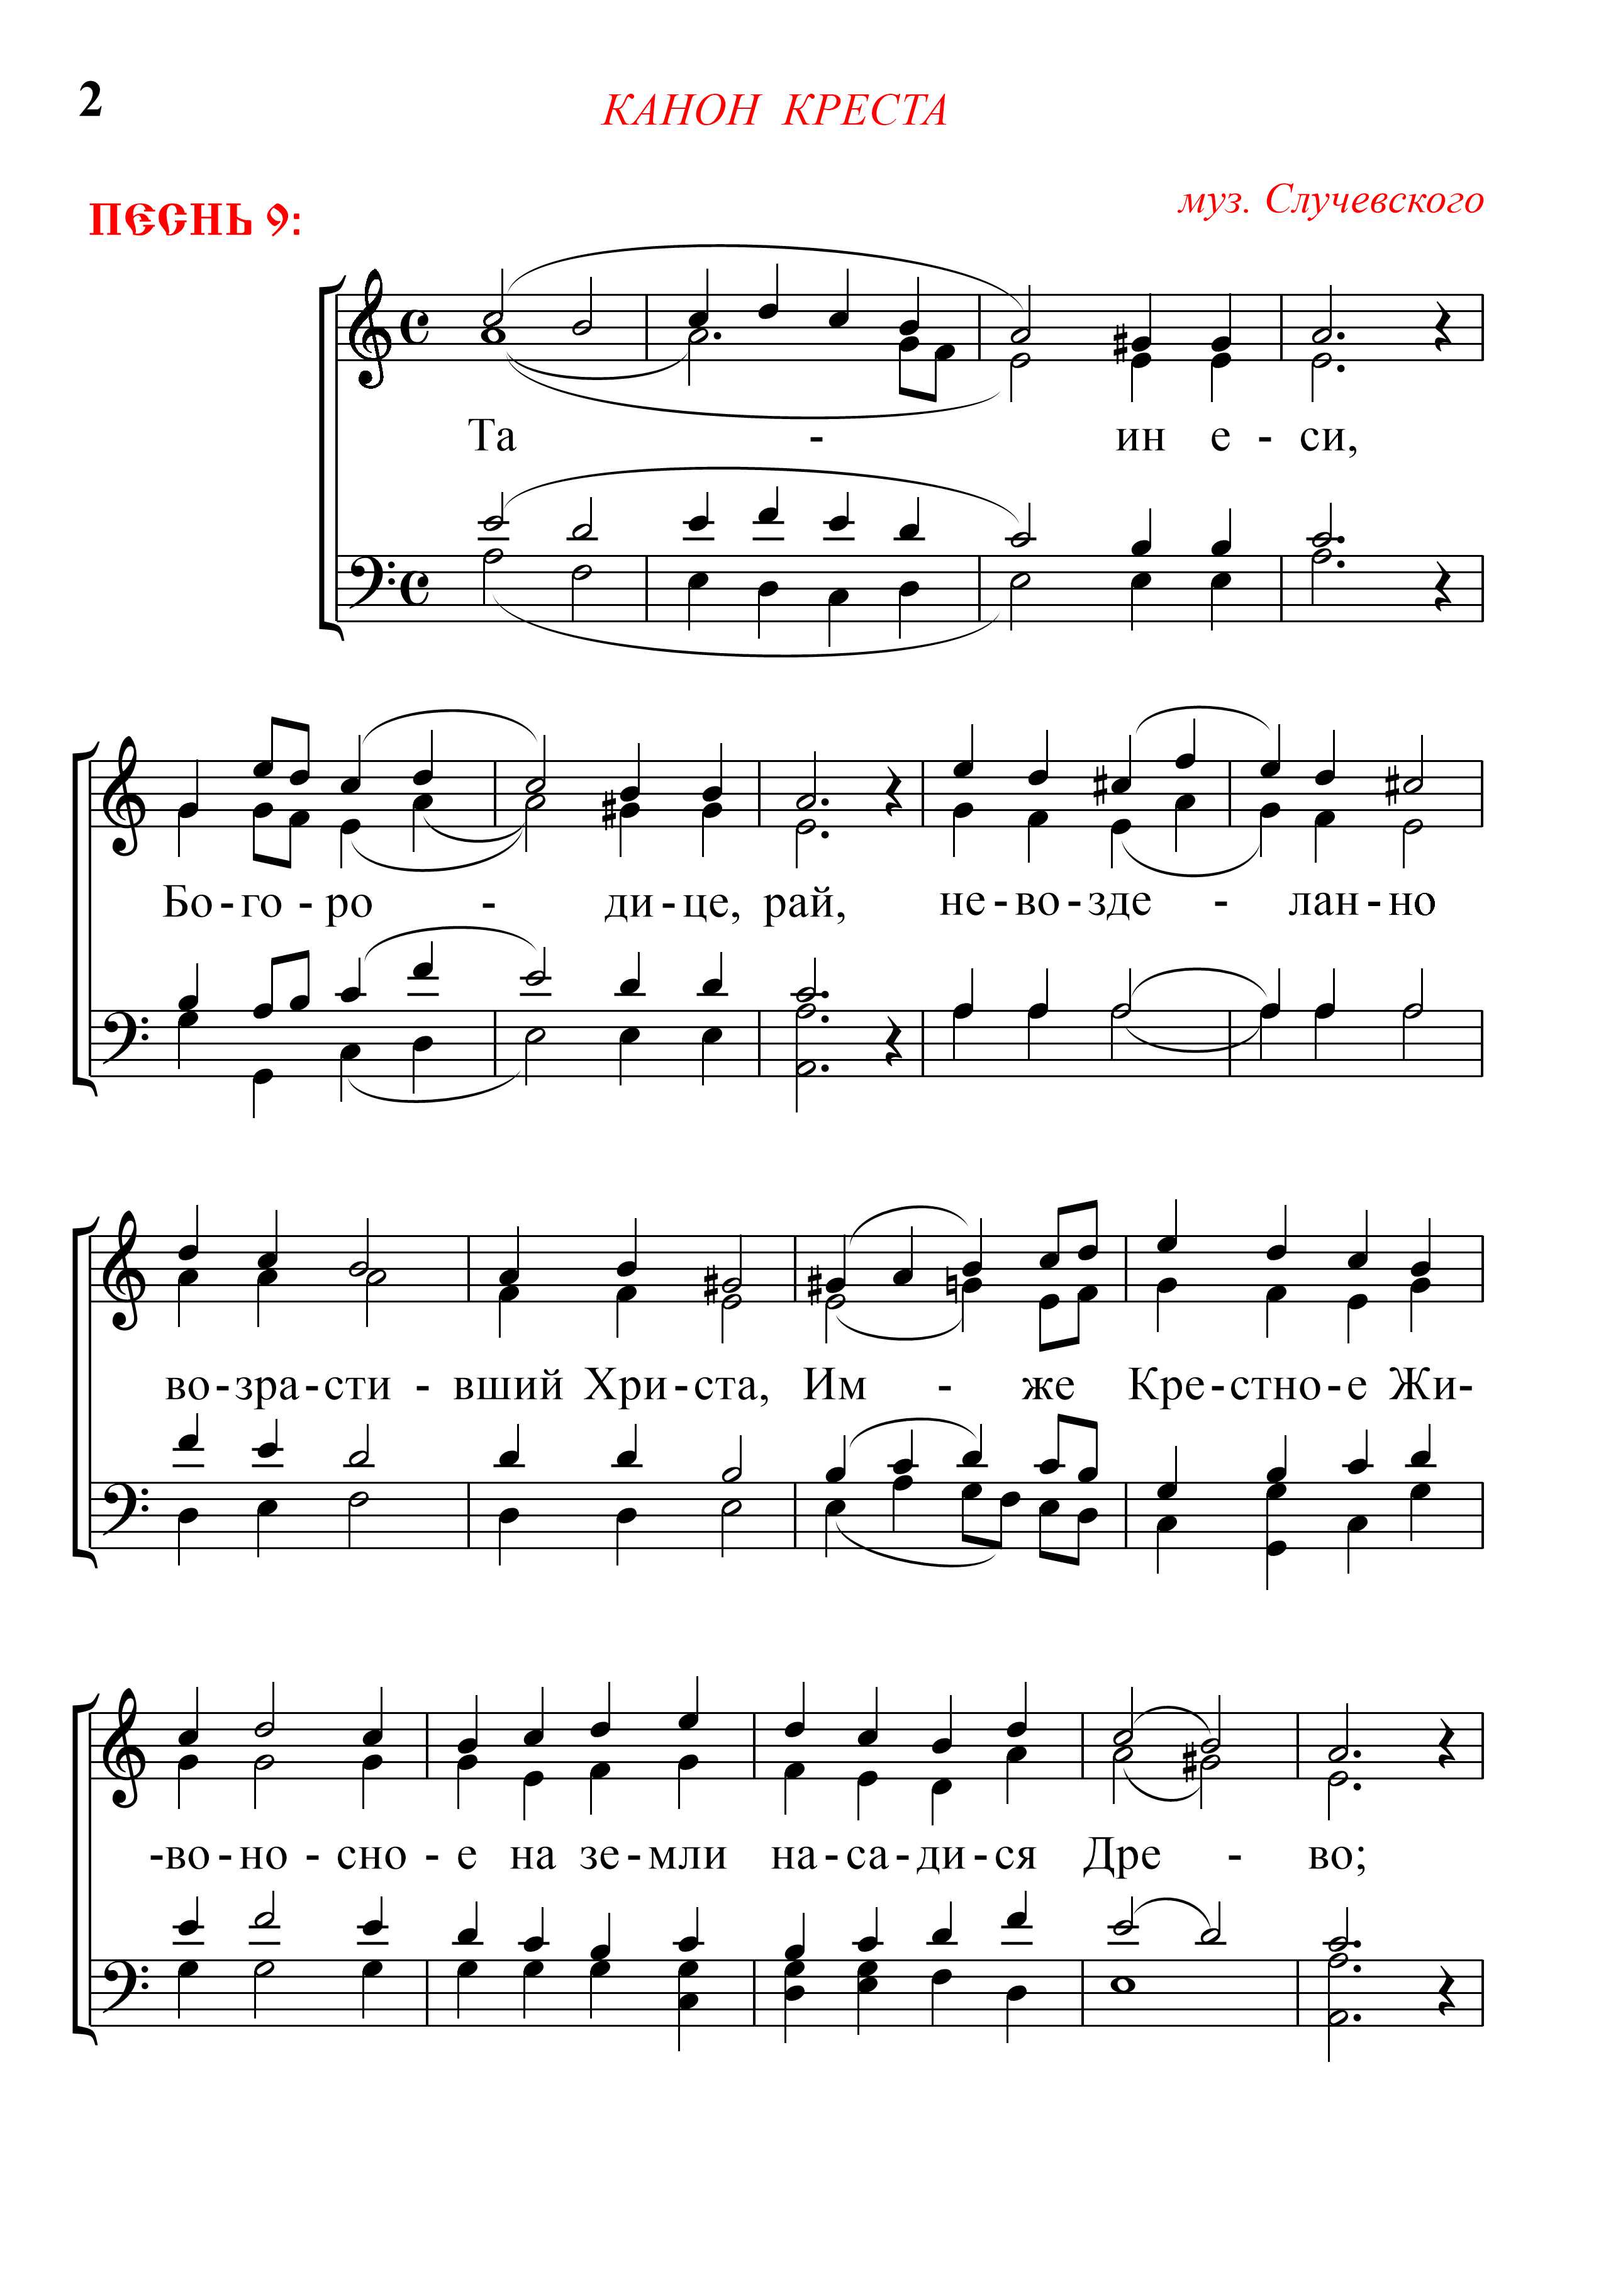 2
КАНОН КРЕСТА
муз. Случевского
ПЕСНЬ 9:
Та - ин е - си,
Бо - го - ро - ди - це, рай, не - во - зде - лан - но
во - зра - сти - вший Хри - ста, Им - же Кре - стно - е Жи -
-во - но - сно - е на зе - мли на - са - ди - ся Дре - во;